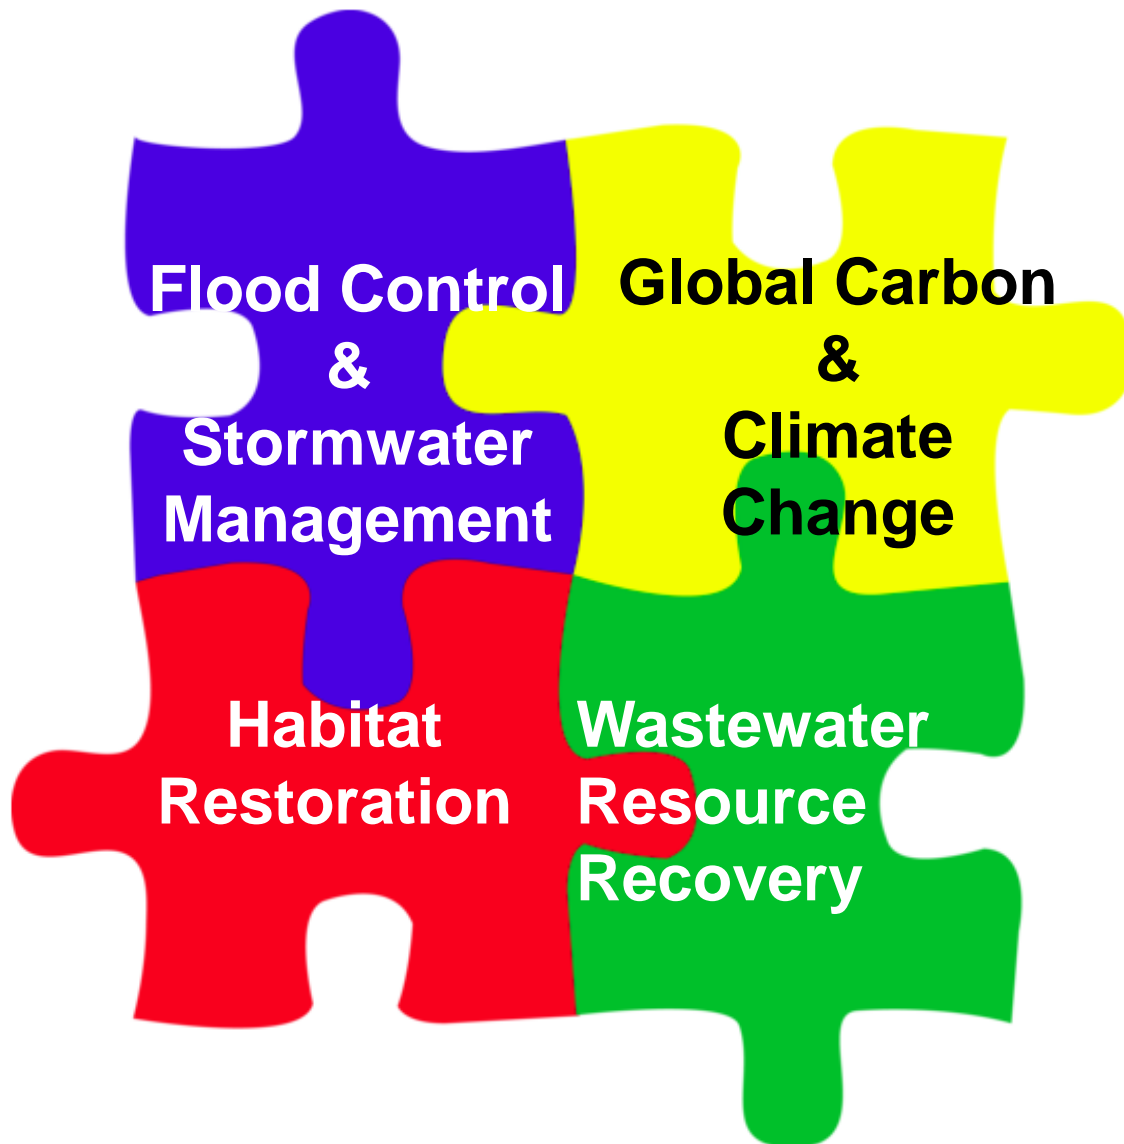 Flood Control
&
Stormwater
Management
Global Carbon
&
Climate
Change
Habitat
Restoration
Wastewater
Resource
Recovery